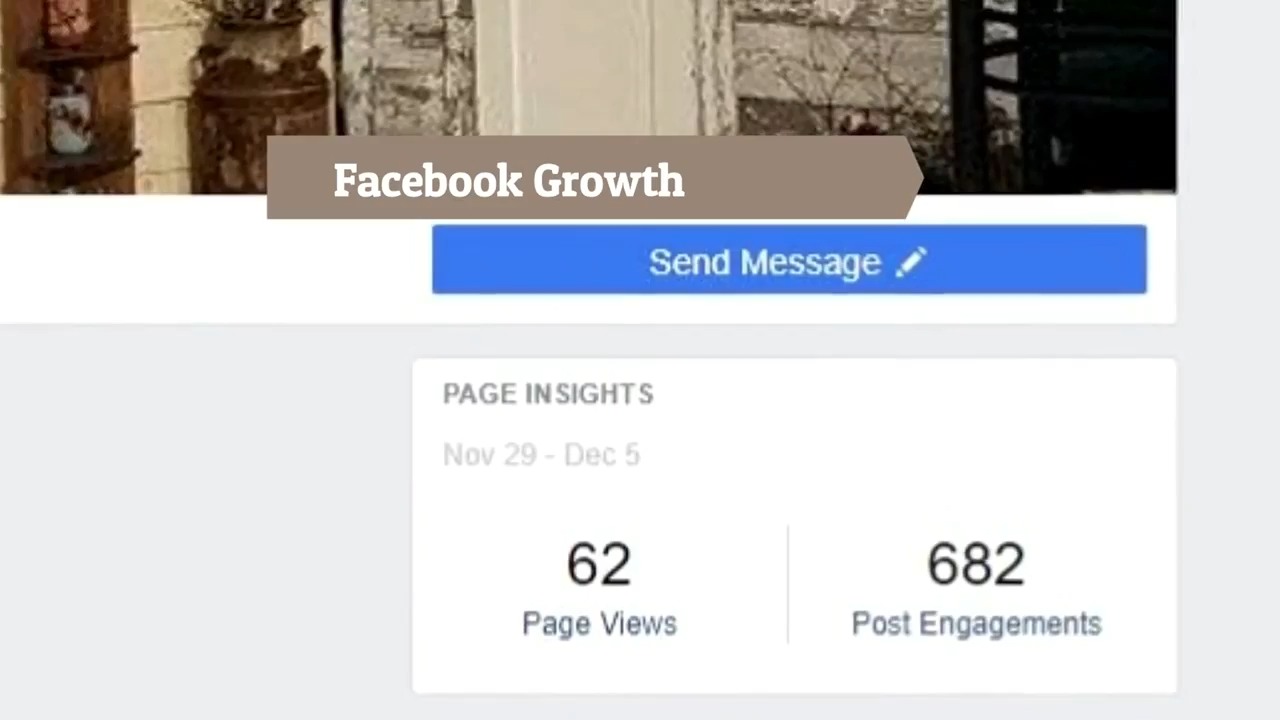 Facebook Growth
Send Message
PAGE INSIGHTS
Nov 29 - Dec 5
62
Page Views
682
Post Engagements